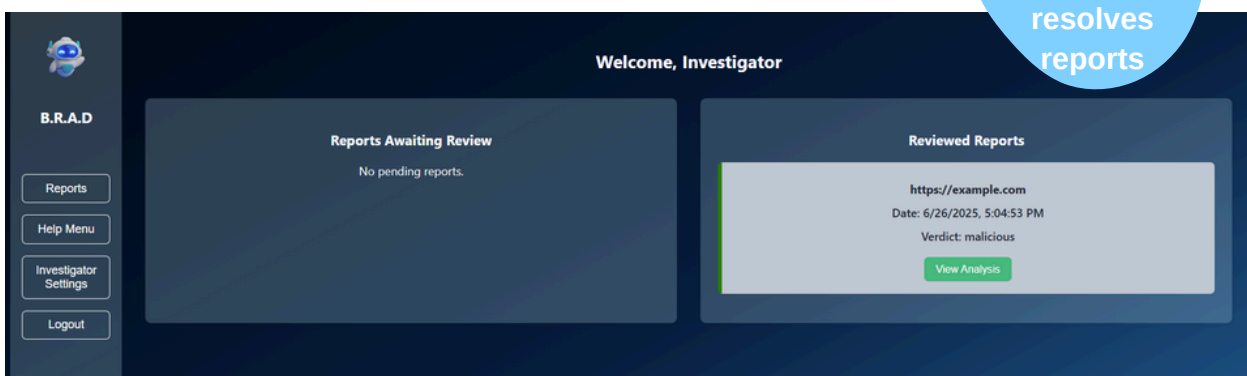 resolves
reports
Welcome, Investigator
B.R.A.D
Reports
Help Menu
Investigator
Settings
Logout
Reports Awaiting Review
No pending reports.
Reviewed Reports
https://example.com
Date: 6/26/2025, 5:04:53 PM
Verdict: malicious
View Analysis